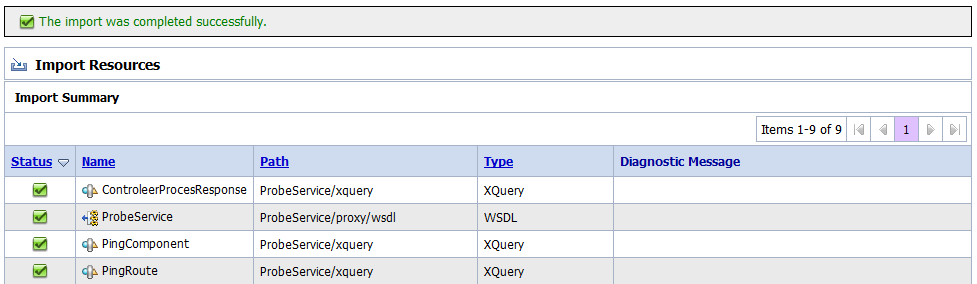 The import was completed successfully.
Import Resources
Import Summary
Items 1-9 of 9 1
Status Name Path Type Diagnostic Message
ControleerProcesResponse ProbeService/xquery XQuery
ProbeService ProbeService/proxy/wsdl WSDL
PingComponent ProbeService/xquery XQuery
PingRoute ProbeService/xquery XQuery